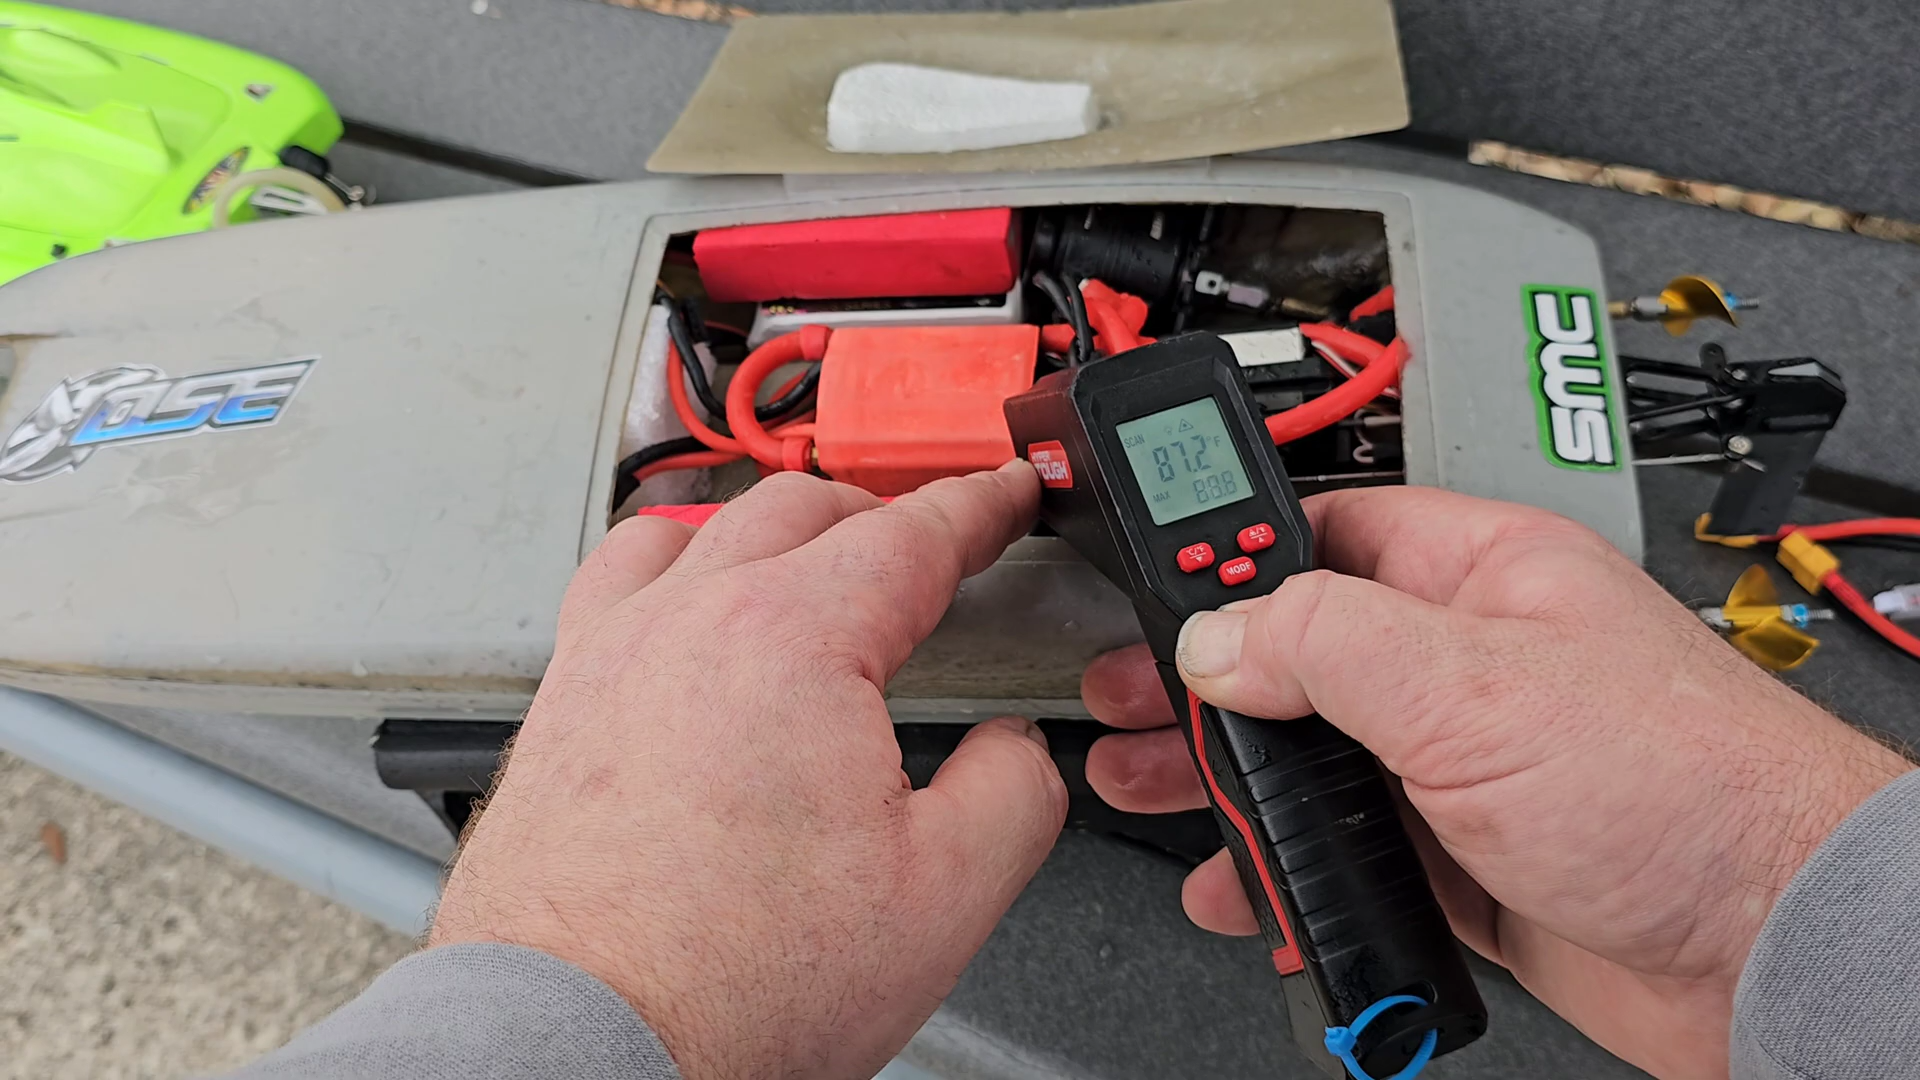 OSE
SMC
HYPER
TOUGH
SCAN
87.2°F
MAX 88.8
°C/°F
MODE